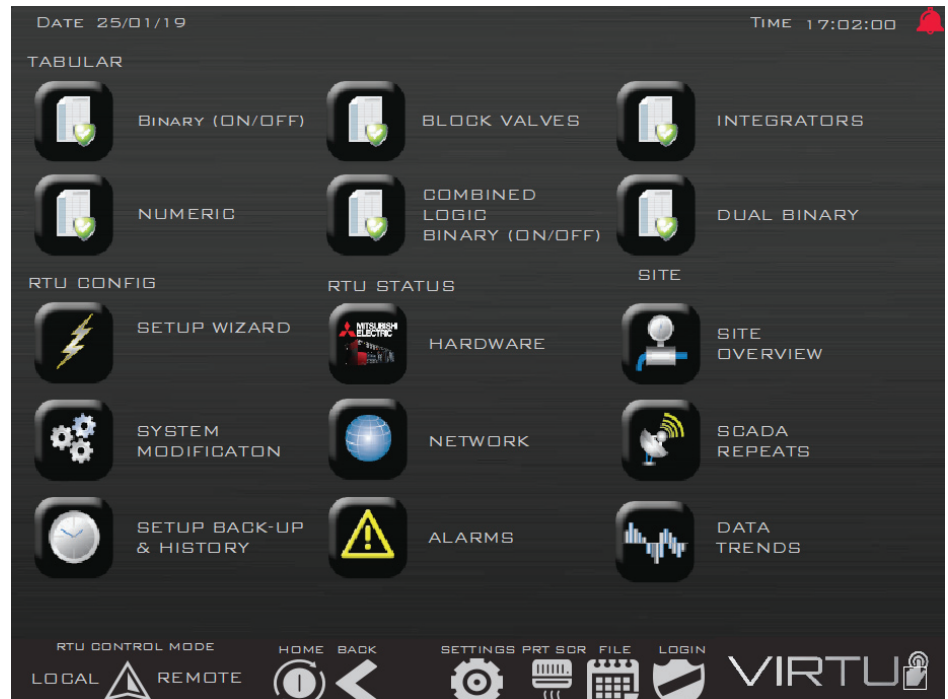 DATE 25/01/19
TIME 17:02:00
TABULAR
BINARY (ON/OFF)
BLOCK VALVES
INTEGRATORS
NUMERIC
COMBINED
LOGIC
BINARY (ON/OFF)
DUAL BINARY
RTU CONFIG
RTU STATUS
SITE
SETUP WIZARD
MITSUBISHI
ELECTRIC
HARDWARE
SITE
OVERVIEW
SYSTEM
MODIFICATON
NETWORK
SCADA
REPEATS
SETUP BACK-UP
& HISTORY
ALARMS
DATA
TRENDS
RTU CONTROL MODE
LOCAL
REMOTE
HOME
BACK
SETTINGS
PRT SCR
FILE
LOGIN
VIRTU